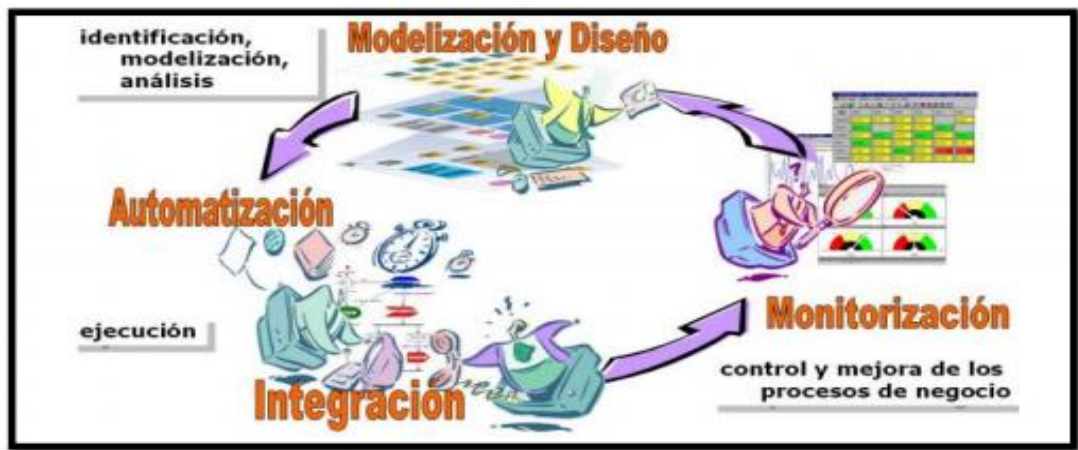 identificación,
modelización,
análisis
Modelización y Diseño
Automatización
ejecución
Integración
Monitorización
control y mejora de los
procesos de negocio